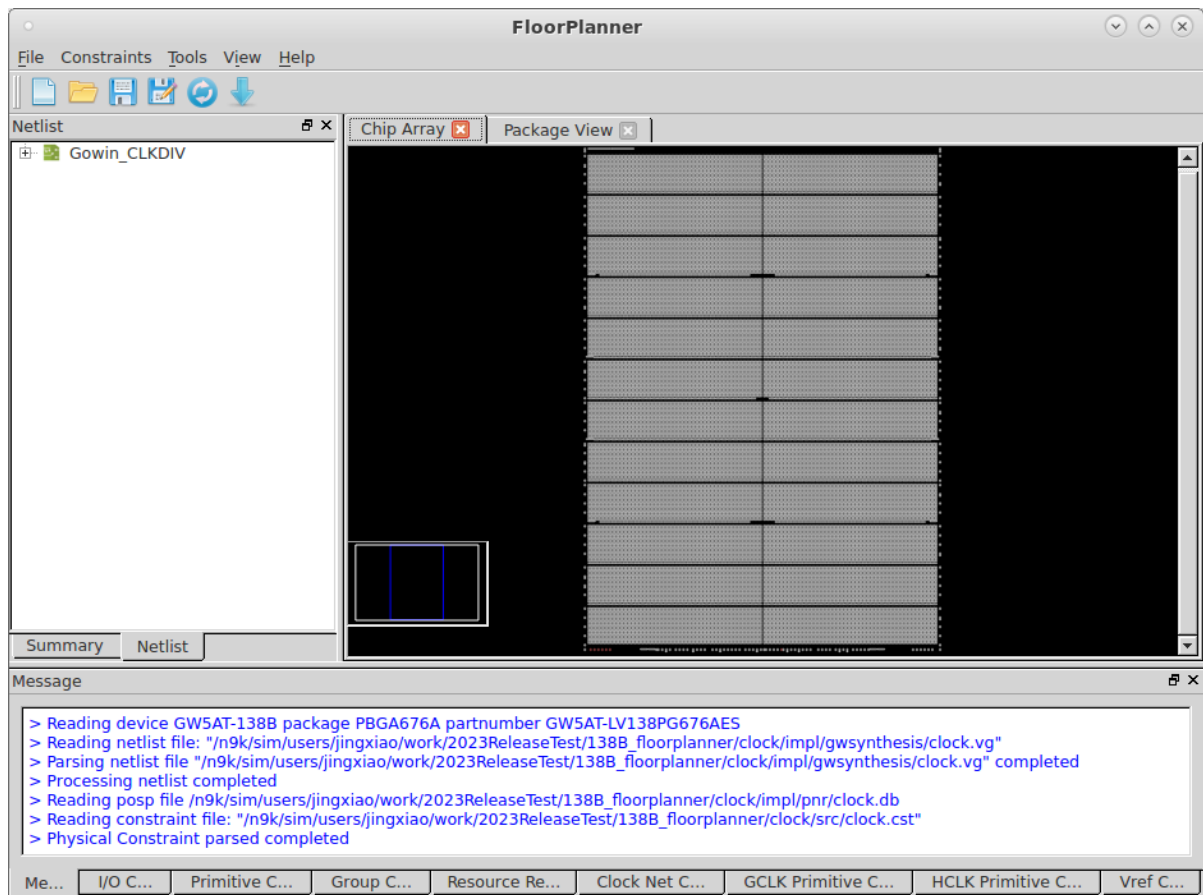 FloorPlanner
File Constraints Tools View Help
Netlist
Chip Array Package View
Gowin_CLKDIV
Summary Netlist
Message
> Reading device GW5AT-138B package PBGA676A partnumber GW5AT-LV138PG676AES
> Reading netlist file: "/n9k/sim/users/jingxiao/work/2023ReleaseTest/138B_floorplanner/clock/impl/gwsynthesis/clock.vg"
> Parsing netlist file "/n9k/sim/users/jingxiao/work/2023ReleaseTest/138B_floorplanner/clock/impl/gwsynthesis/clock.vg" completed
> Processing netlist completed
> Reading posp file /n9k/sim/users/jingxiao/work/2023ReleaseTest/138B_floorplanner/clock/impl/pnr/clock.db
> Reading constraint file: "/n9k/sim/users/jingxiao/work/2023ReleaseTest/138B_floorplanner/clock/src/clock.cst"
> Physical Constraint parsed completed
Me... I/O C... Primitive C... Group C... Resource Re... Clock Net C... GCLK Primitive C... HCLK Primitive C... Vref C...